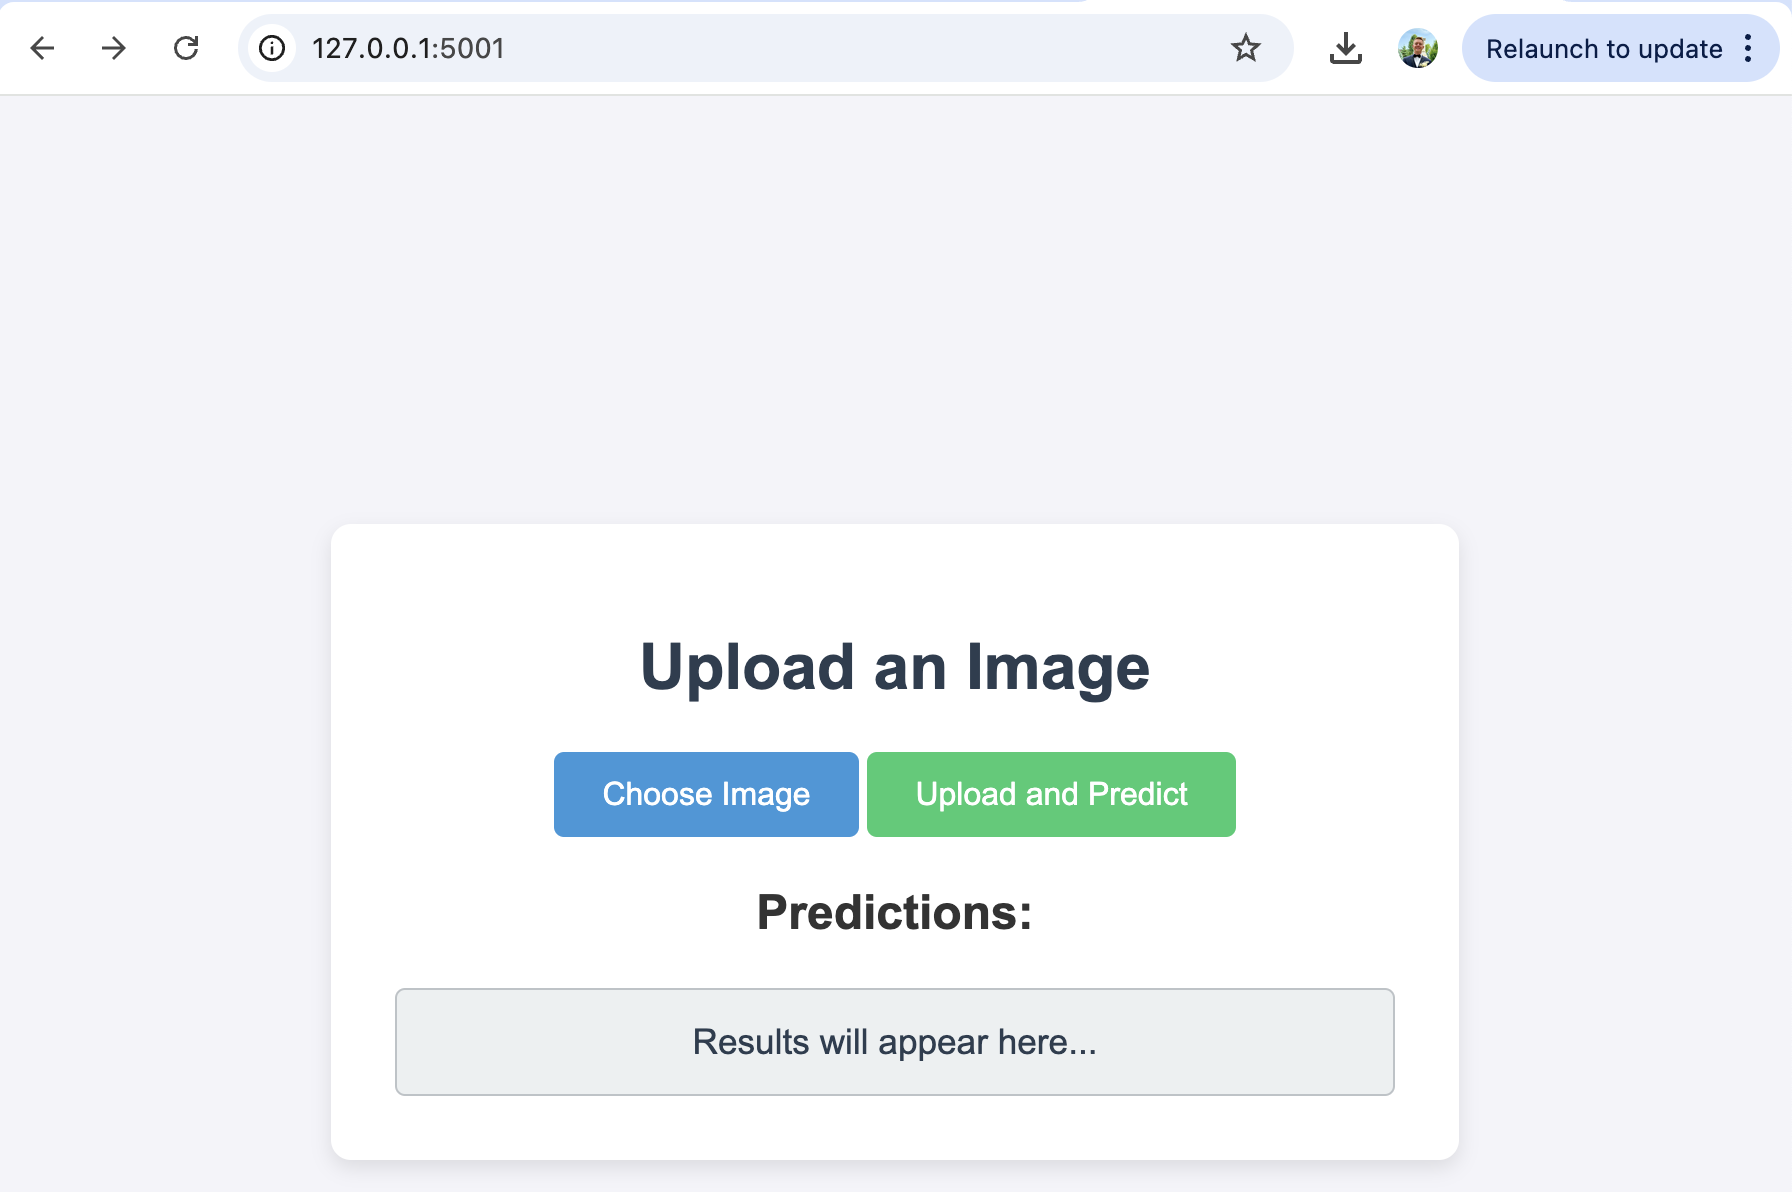 127.0.0.1:5001
Relaunch to update
Upload an Image
Choose Image
Upload and Predict
Predictions:
Results will appear here...